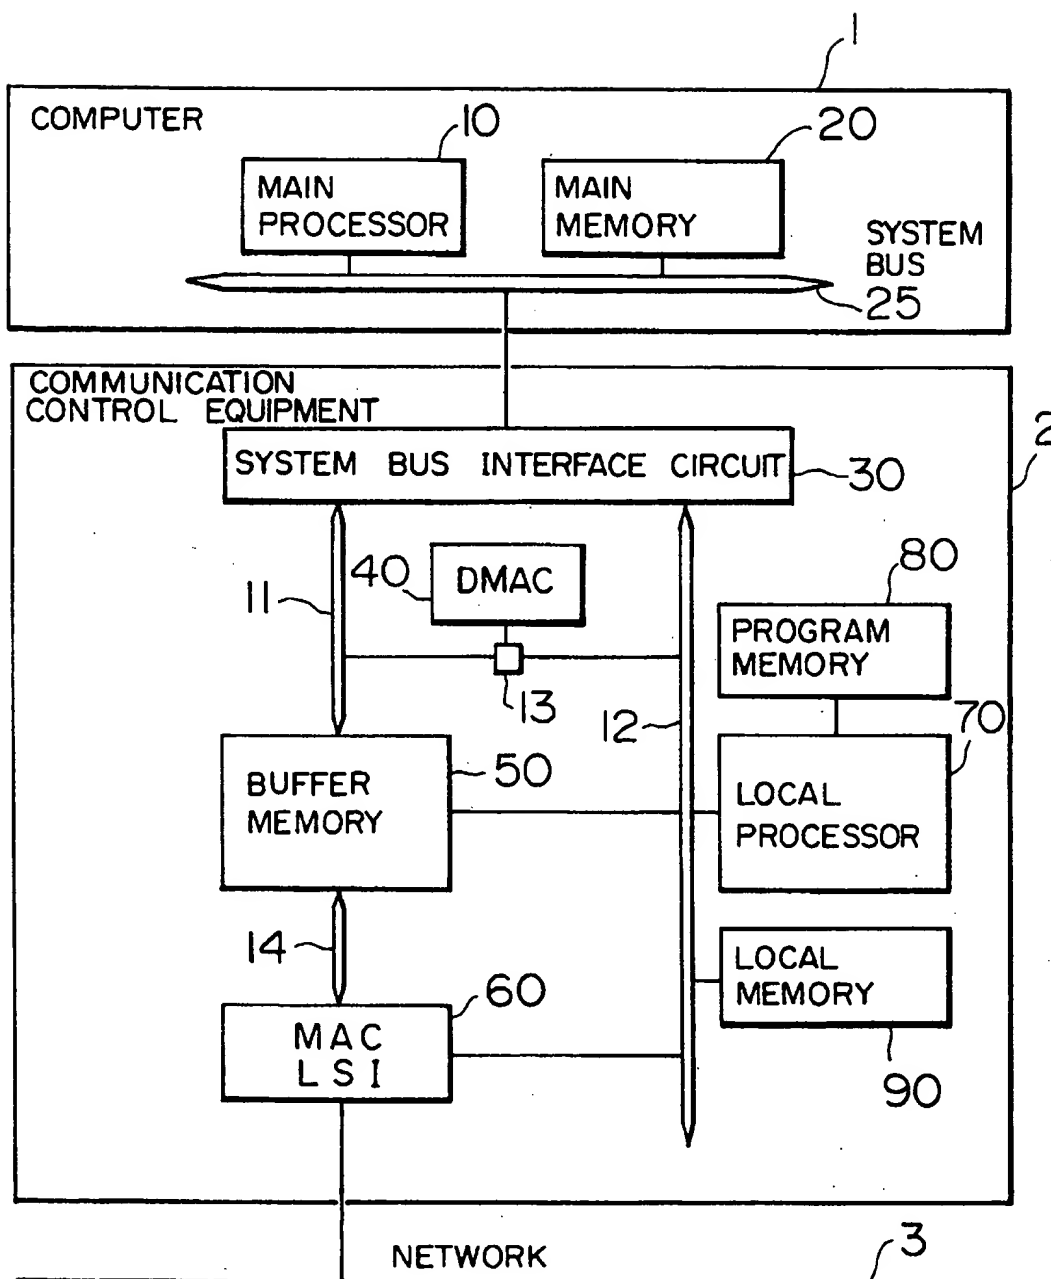 1
COMPUTER
10
20
MAIN
PROCESSOR
MAIN
MEMORY
SYSTEM
BUS
25
COMMUNICATION
CONTROL EQUIPMENT
2
SYSTEM BUS INTERFACE CIRCUIT
30
11
40
DMAC
80
PROGRAM
MEMORY
13
12
70
BUFFER
MEMORY
50
LOCAL
PROCESSOR
14
LOCAL
MEMORY
60
MAC
LSI
90
NETWORK
3